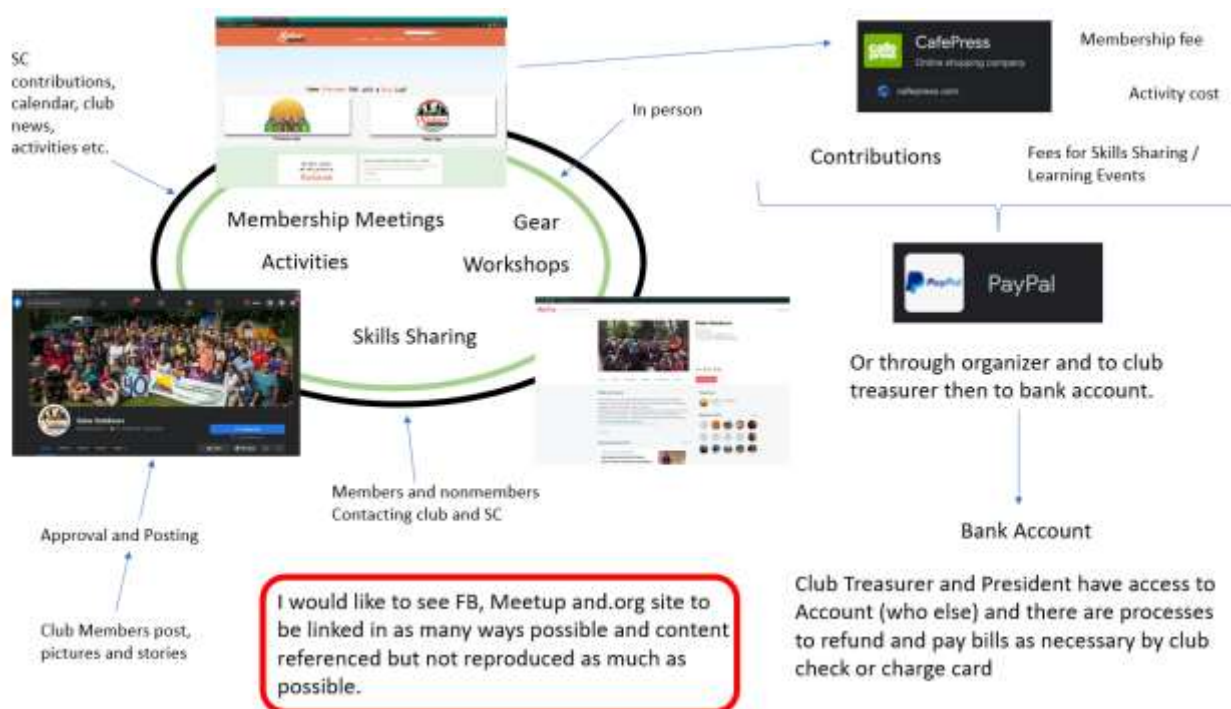 SC
contributions,
calendar, club
news,
activities etc.
In person
cafe
press
CafePress
Online shopping company
cafepress.com
Membership fee
Activity cost
Contributions
Fees for Skills Sharing /
Learning Events
Membership Meetings
Gear
Activities
Workshops
Skills Sharing
PayPal
PayPal
Or through organizer and to club
treasurer then to bank account.
Members and nonmembers
Contacting club and SC
Approval and Posting
Club Members post,
pictures and stories
Bank Account
I would like to see FB, Meetup and.org site to
be linked in as many ways possible and content
referenced but not reproduced as much as
possible.
Club Treasurer and President have access to
Account (who else) and there are processes
to refund and pay bills as necessary by club
check or charge card